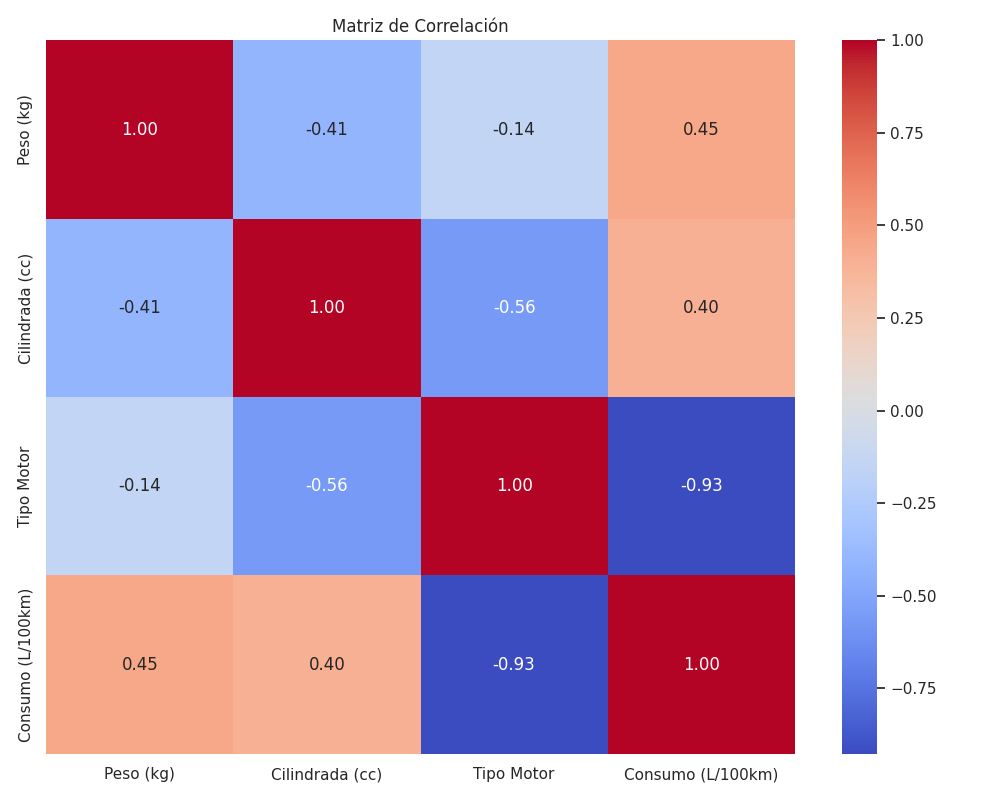 Matriz de Correlación
Peso (kg)
1.00
-0.41
-0.14
0.45
Cilindrada (cc)
-0.41
1.00
-0.56
0.40
Tipo Motor
-0.14
-0.56
1.00
-0.93
Consumo (L/100km)
0.45
0.40
-0.93
1.00
Peso (kg)
Cilindrada (cc)
Tipo Motor
Consumo (L/100km)
1.00
0.75
0.50
0.25
0.00
−0.25
−0.50
−0.75